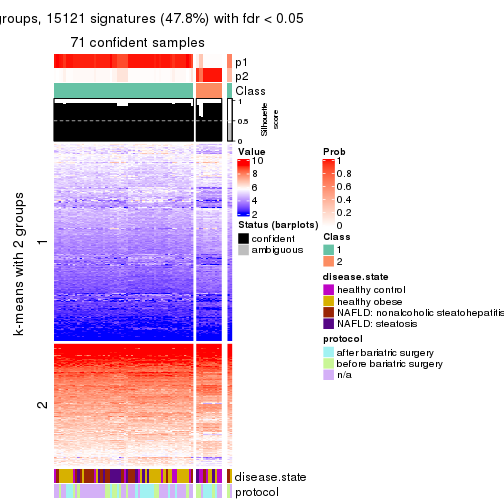 groups, 15121 signatures (47.8%) with fdr < 0.05
71 confident samples
p1
p2
Class
1
0.5
0
Silhouette
score
k-means with 2 groups
1
2
Value
10
8
6
4
2
Status (barplots)
confident
ambiguous
Prob
1
0.8
0.6
0.4
0.2
0
Class
1
2
disease.state
healthy control
healthy obese
NAFLD: nonalcoholic steatohepatitis
NAFLD: steatosis
protocol
after bariatric surgery
before bariatric surgery
n/a
disease.state
protocol